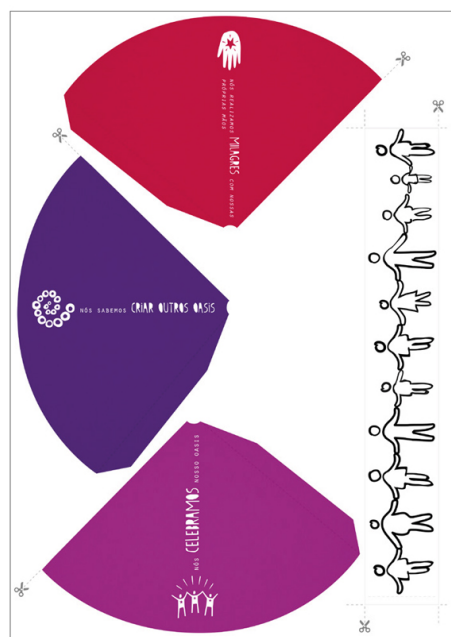 NÓS REALIZAMOS MILAGRES COM NOSSAS
PRÓPRIAS MÃOS
NÓS SABEMOS CRIAR OUTROS OASIS
NÓS CELEBRAMOS NOSSO OASIS